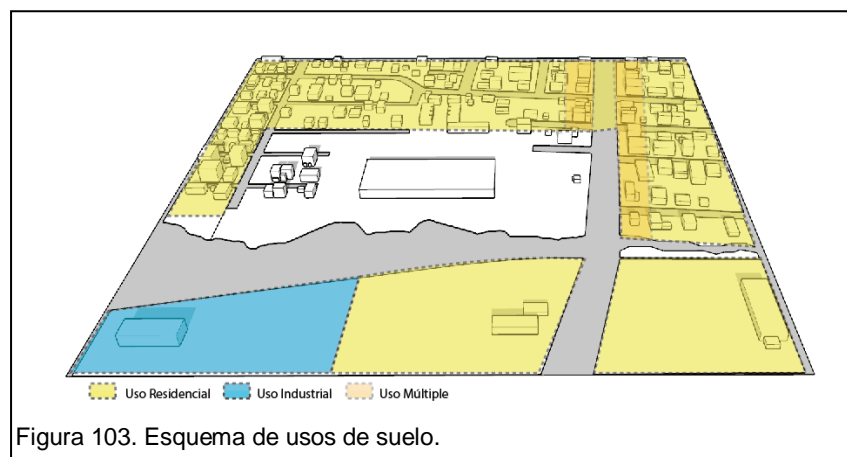 Uso Residencial Uso Industrial Uso Múltiple
Figura 103. Esquema de usos de suelo.